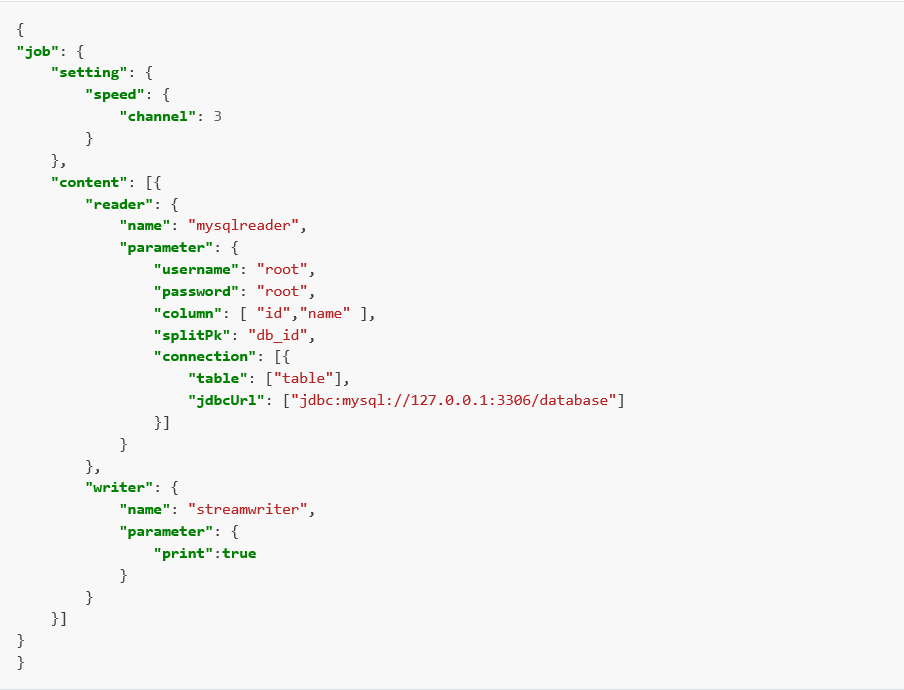 {
"job": {
    "setting": {
        "speed": {
            "channel": 3
        }
    },
    "content": [{
        "reader": {
            "name": "mysqlreader",
            "parameter": {
                "username": "root",
                "password": "root",
                "column": [ "id","name" ],
                "splitPk": "db_id",
                "connection": [{
                    "table": ["table"],
                    "jdbcUrl": ["jdbc:mysql://127.0.0.1:3306/database"]
                }]
            }
        },
        "writer": {
            "name": "streamwriter",
            "parameter": {
                "print":true
            }
        }
    }]
}
}